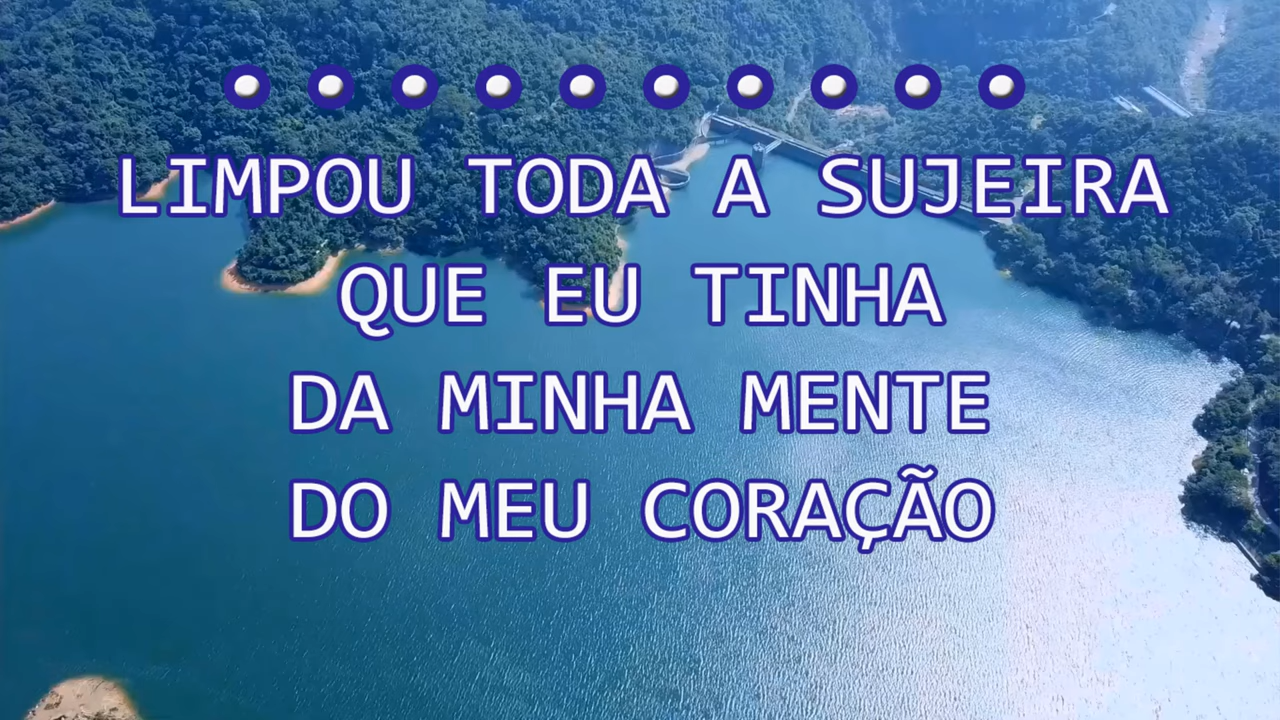 LIMPOU TODA A SUJEIRA
QUE EU TINHA
DA MINHA MENTE
DO MEU CORAÇÃO